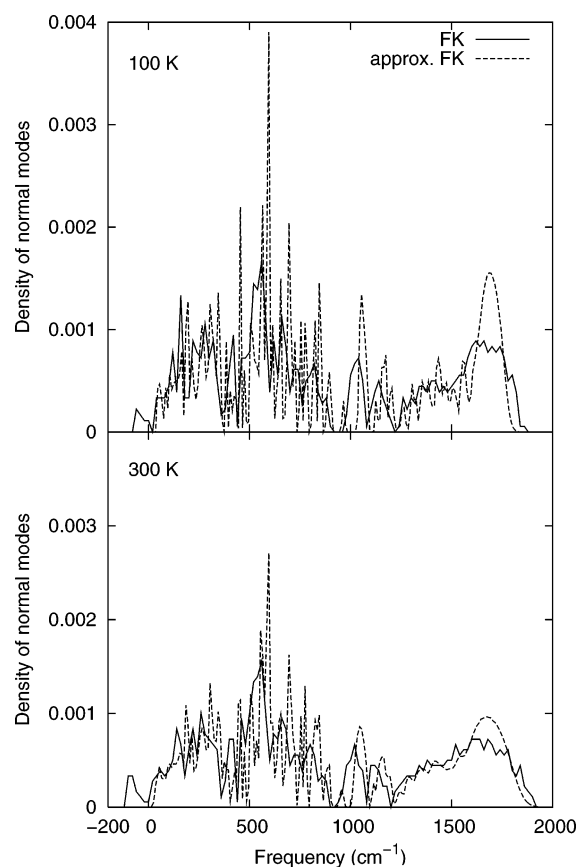 0.004
FK
100 K
approx. FK
0.003
0.002
0.001
0
Density of normal modes
300 K
0.003
0.002
0.001
0
Density of normal modes
−200 0 500 1000 1500 2000
Frequency (cm⁻¹)